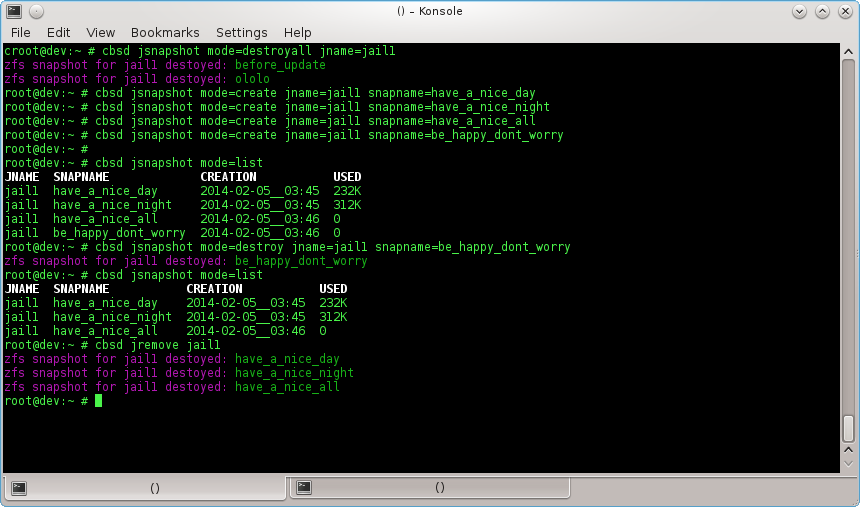 () – Konsole
File Edit View Bookmarks Settings Help
croot@dev:~ # cbsd jsnapshot mode=destroyall jname=jail1
zfs snapshot for jail1 destoyed: before_update
zfs snapshot for jail1 destoyed: ololo
root@dev:~ # cbsd jsnapshot mode=create jname=jail1 snapname=have_a_nice_day
root@dev:~ # cbsd jsnapshot mode=create jname=jail1 snapname=have_a_nice_night
root@dev:~ # cbsd jsnapshot mode=create jname=jail1 snapname=have_a_nice_all
root@dev:~ # cbsd jsnapshot mode=create jname=jail1 snapname=be_happy_dont_worry
root@dev:~ #
root@dev:~ # cbsd jsnapshot mode=list
JNAME  SNAPNAME             CREATION           USED
jail1  have_a_nice_day      2014-02-05__03:45  232K
jail1  have_a_nice_night    2014-02-05__03:45  312K
jail1  have_a_nice_all      2014-02-05__03:46  0
jail1  be_happy_dont_worry  2014-02-05__03:46  0
root@dev:~ # cbsd jsnapshot mode=destroy jname=jail1 snapname=be_happy_dont_worry
zfs snapshot for jail1 destoyed: be_happy_dont_worry
root@dev:~ # cbsd jsnapshot mode=list
JNAME  SNAPNAME           CREATION           USED
jail1  have_a_nice_day    2014-02-05__03:45  232K
jail1  have_a_nice_night  2014-02-05__03:45  312K
jail1  have_a_nice_all    2014-02-05__03:46  0
root@dev:~ # cbsd jremove jail1
zfs snapshot for jail1 destoyed: have_a_nice_day
zfs snapshot for jail1 destoyed: have_a_nice_night
zfs snapshot for jail1 destoyed: have_a_nice_all
root@dev:~ #
() ()